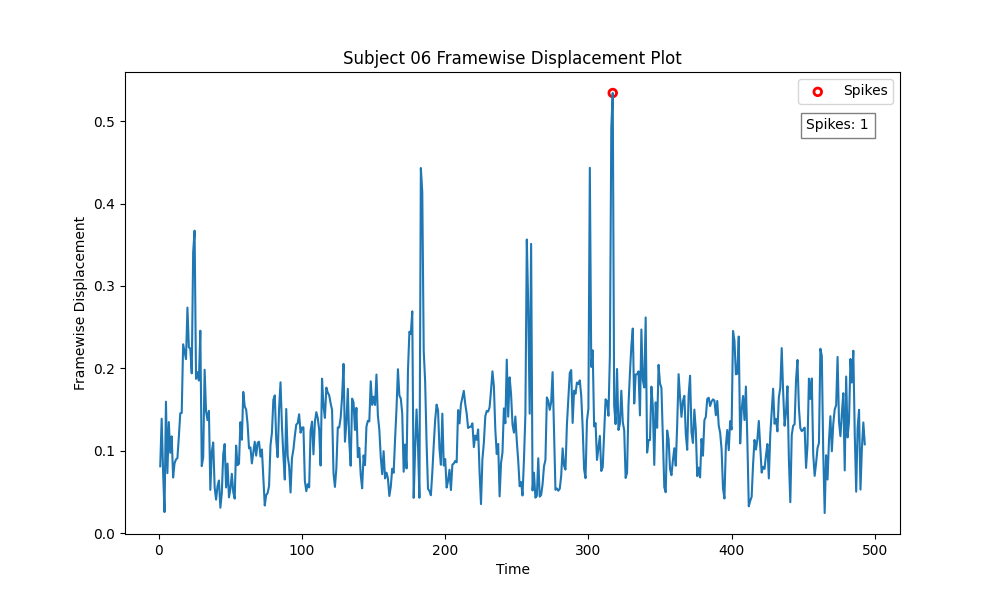 Subject 06 Framewise Displacement Plot
Spikes
Spikes: 1
Framewise Displacement
0.5
0.4
0.3
0.2
0.1
0.0
0 100 200 300 400 500
Time